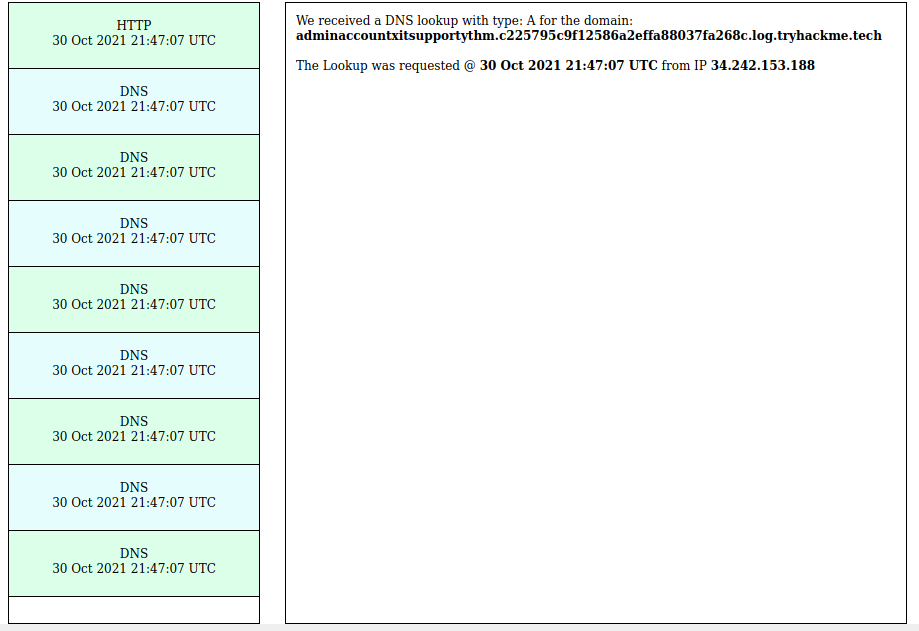 HTTP
30 Oct 2021 21:47:07 UTC
DNS
30 Oct 2021 21:47:07 UTC
DNS
30 Oct 2021 21:47:07 UTC
DNS
30 Oct 2021 21:47:07 UTC
DNS
30 Oct 2021 21:47:07 UTC
DNS
30 Oct 2021 21:47:07 UTC
DNS
30 Oct 2021 21:47:07 UTC
DNS
30 Oct 2021 21:47:07 UTC
DNS
30 Oct 2021 21:47:07 UTC
We received a DNS lookup with type: A for the domain:
adminaccountxitsupportythm.c225795c9f12586a2effa88037fa268c.log.tryhackme.tech
The Lookup was requested @ 30 Oct 2021 21:47:07 UTC from IP 34.242.153.188